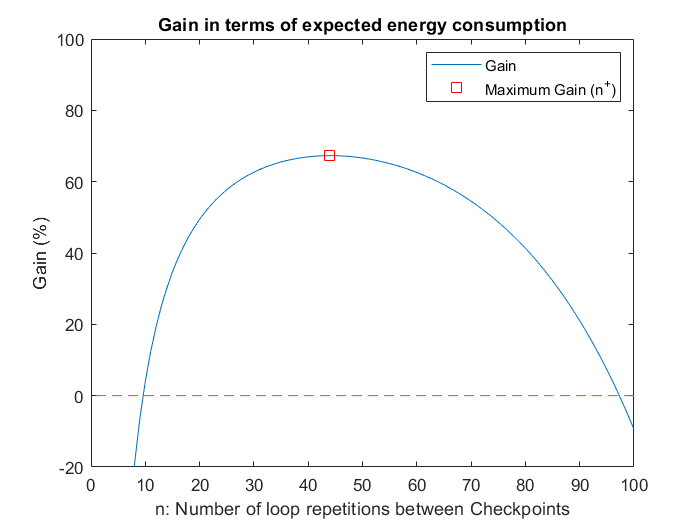 Gain in terms of expected energy consumption
Gain
Maximum Gain (n⁺)
Gain (%)
100
80
60
40
20
0
-20
0 10 20 30 40 50 60 70 80 90 100
n: Number of loop repetitions between Checkpoints